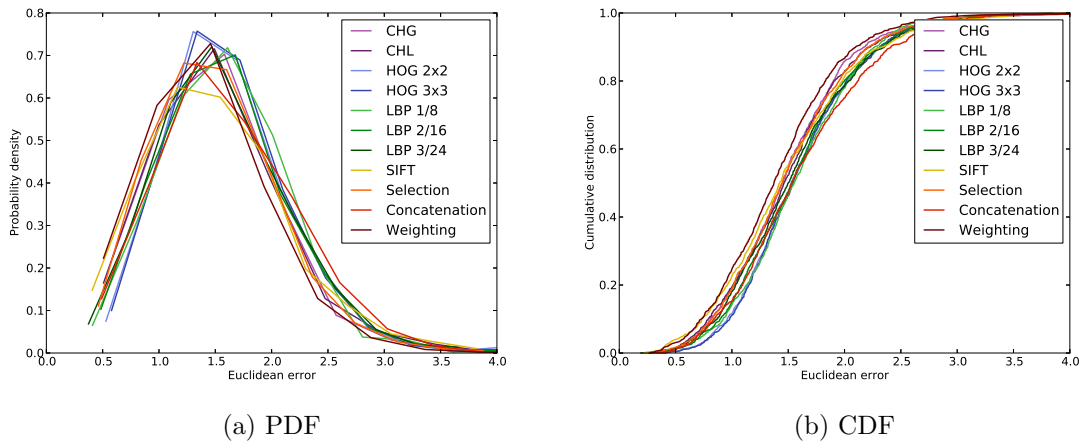 0.8
0.7
0.6
0.5
0.4
0.3
0.2
0.1
0.0
Probability density
0.0 0.5 1.0 1.5 2.0 2.5 3.0 3.5 4.0
Euclidean error
CHG
CHL
HOG 2x2
HOG 3x3
LBP 1/8
LBP 2/16
LBP 3/24
SIFT
Selection
Concatenation
Weighting
(a) PDF
1.0
0.8
0.6
0.4
0.2
0.0
Cumulative distribution
0.0 0.5 1.0 1.5 2.0 2.5 3.0 3.5 4.0
Euclidean error
CHG
CHL
HOG 2x2
HOG 3x3
LBP 1/8
LBP 2/16
LBP 3/24
SIFT
Selection
Concatenation
Weighting
(b) CDF